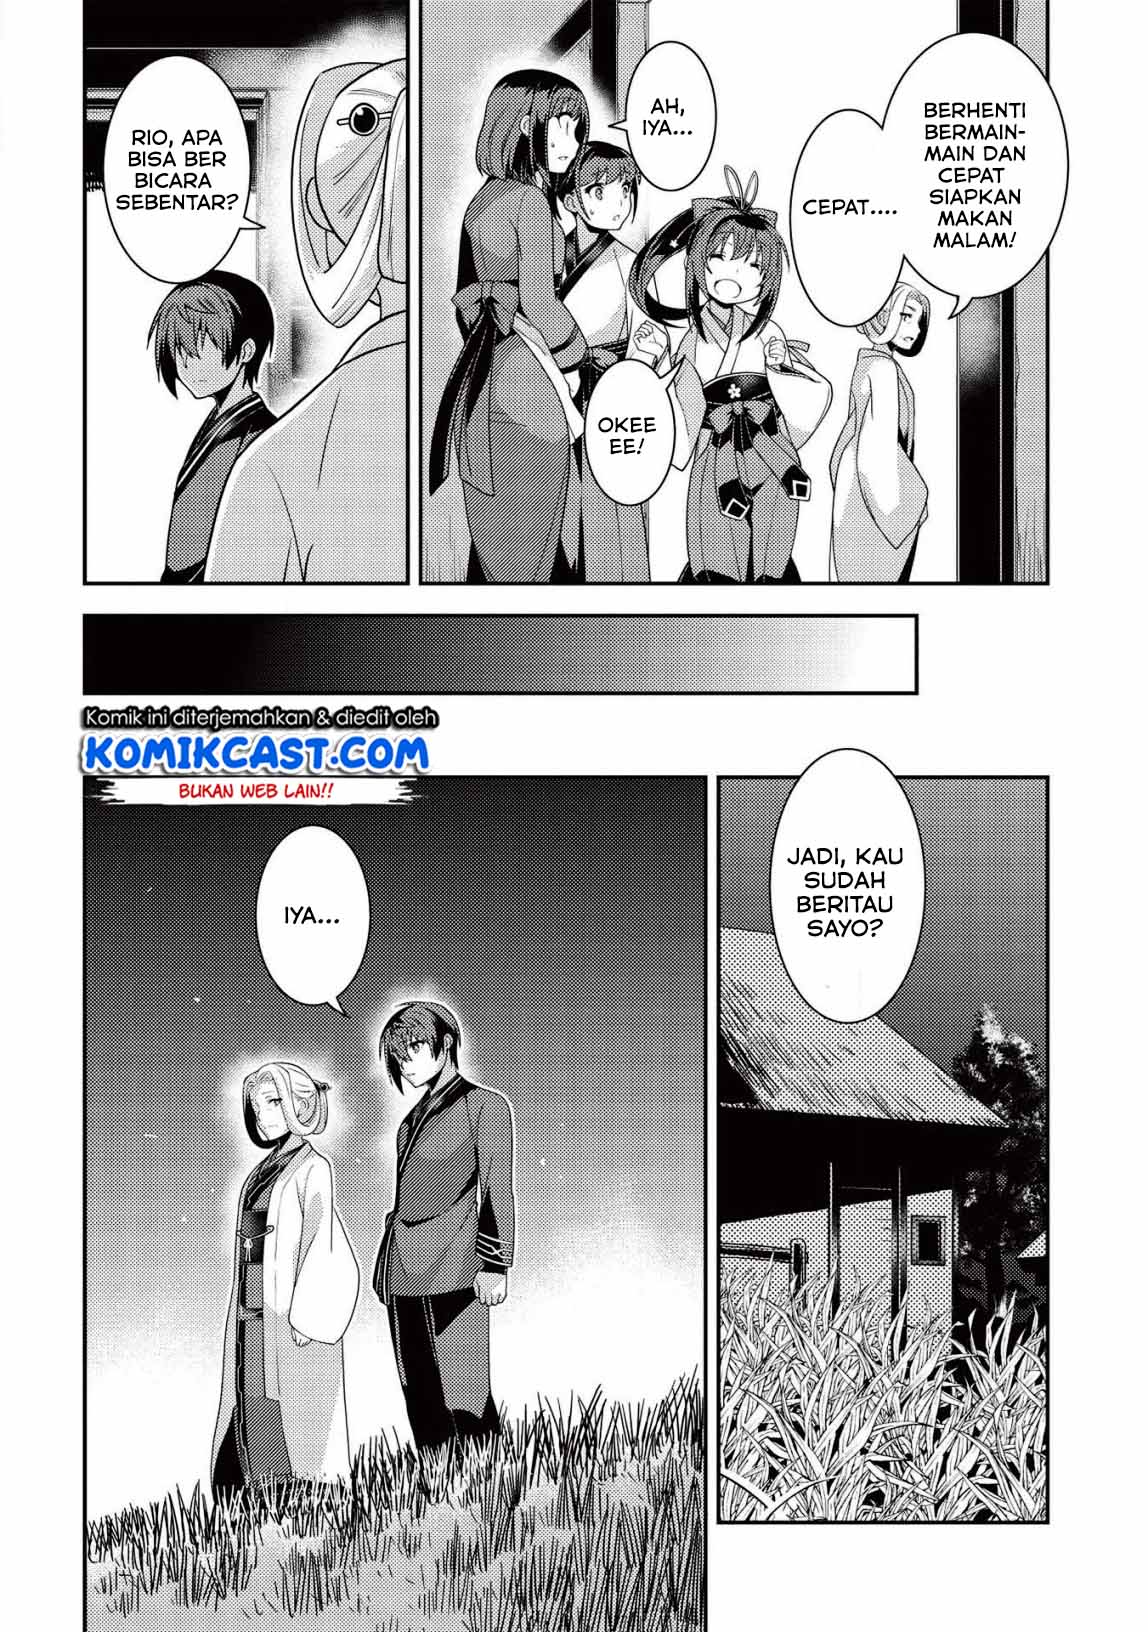 BERHENTI
BERMAIN-
MAIN DAN
CEPAT
SIAPKAN
MAKAN
MALAM!
CEPAT....
AH,
IYA...
OKEE
EE!
RIO, APA
BISA BER
BICARA
SEBENTAR?
Komik ini diterjemahkan & diedit oleh
KOMIKCAST.COM
BUKAN WEB LAIN!!
JADI, KAU
SUDAH
BERITAU
SAYO?
IYA...